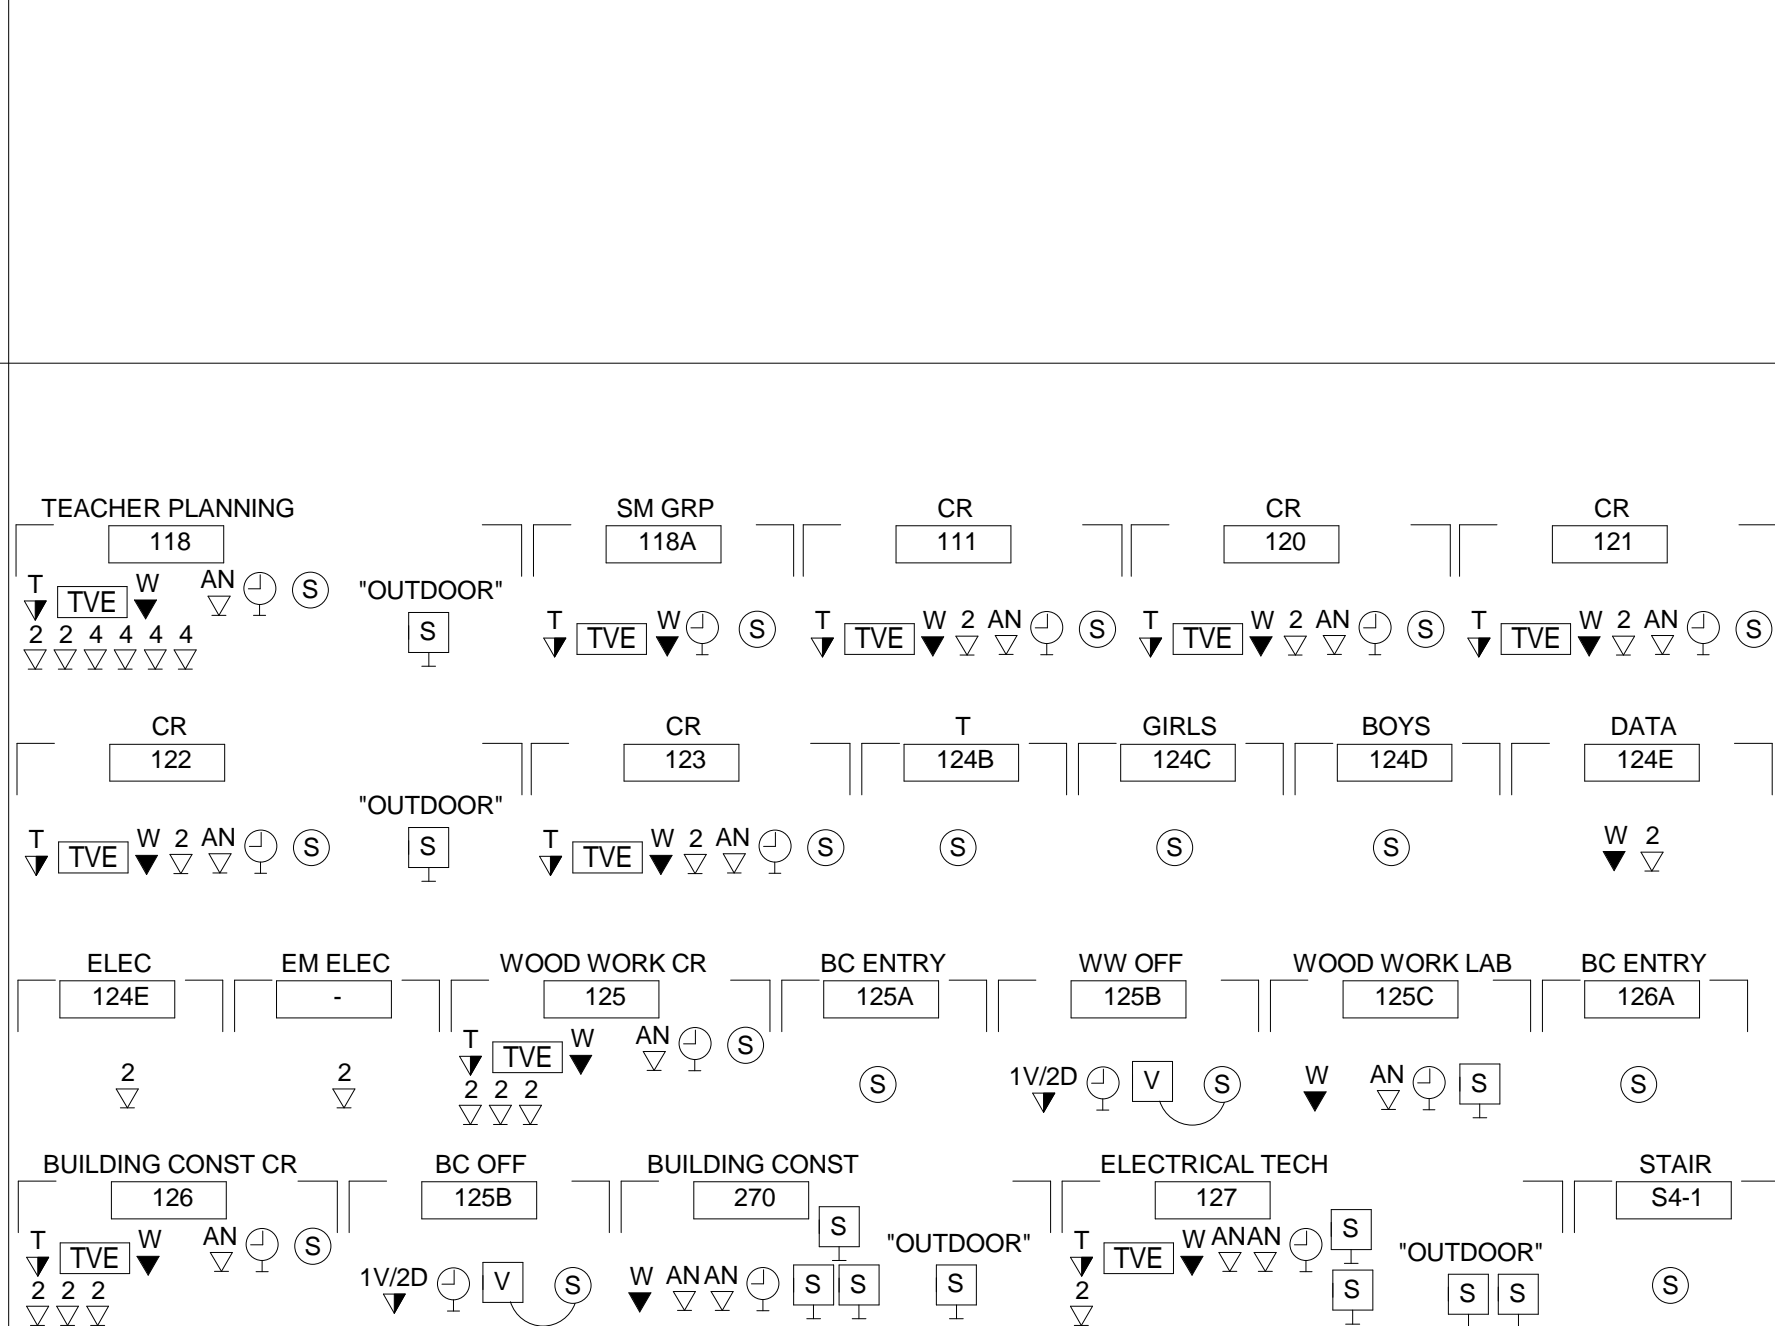 TEACHER PLANNING SM GRP CR CR CR
118 118A 111 120 121
T TVE W AN S "OUTDOOR"
2 2 4 4 4 4 S T TVE W S T TVE W 2 AN S T TVE W 2 AN S T TVE W 2 AN S
CR CR T GIRLS BOYS DATA
122 123 124B 124C 124D 124E
"OUTDOOR"
T TVE W 2 AN S S T TVE W 2 AN S S S S W 2
ELEC EM ELEC WOOD WORK CR BC ENTRY WW OFF WOOD WORK LAB BC ENTRY
124E - 125 125A 125B 125C 126A
T TVE W AN S
2 2 2 2 2 S 1V/2D V S W AN S S
BUILDING CONST CR BC OFF BUILDING CONST ELECTRICAL TECH STAIR
126 125B 270 127 S4-1
T TVE W AN S S "OUTDOOR" T TVE W AN AN S "OUTDOOR"
2 2 2 1V/2D V S W AN AN S S S 2 S S S S